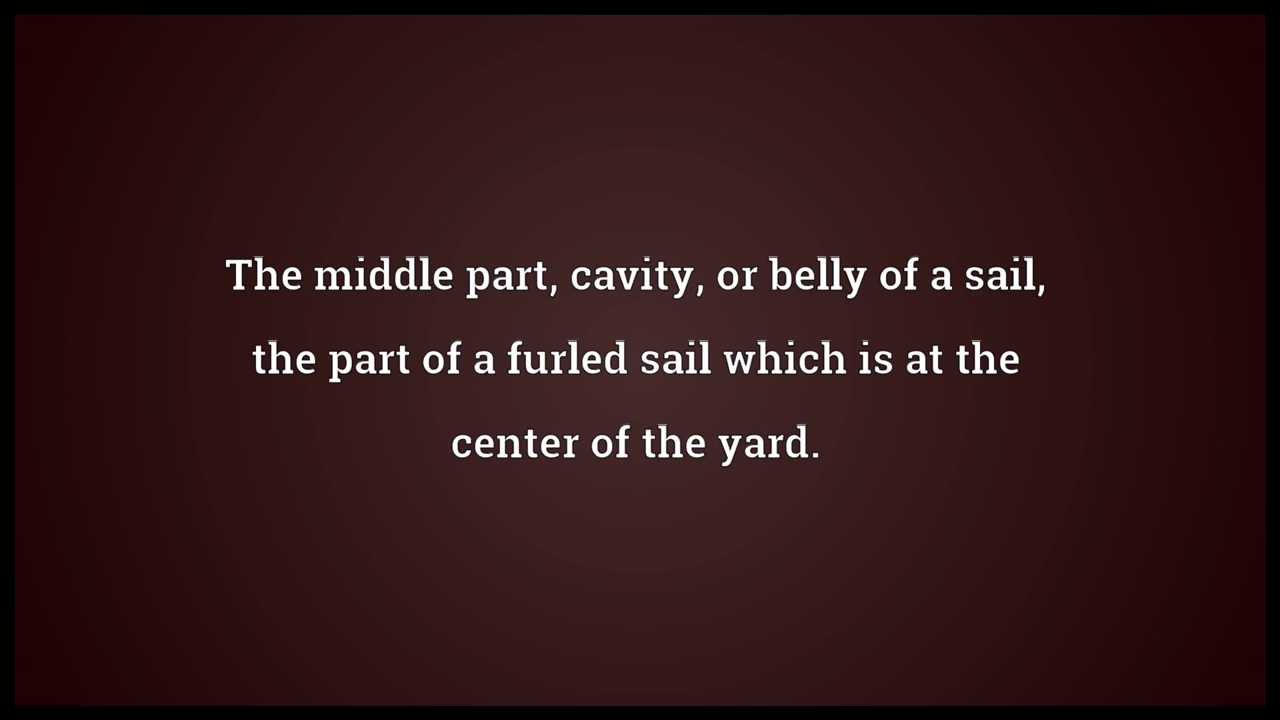 The middle part, cavity, or belly of a sail,
the part of a furled sail which is at the
center of the yard.